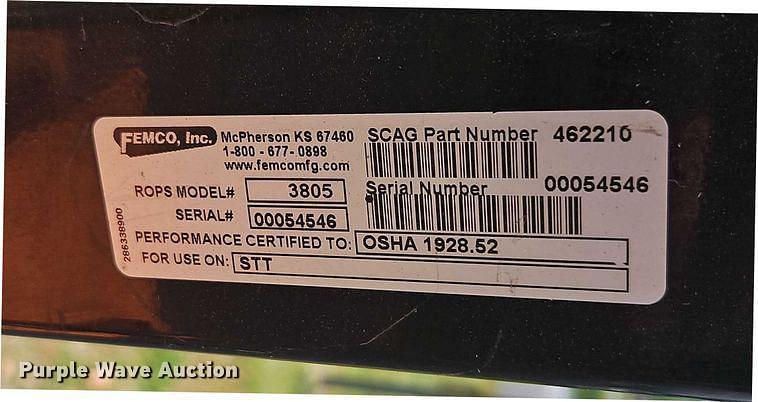 FEMCO, Inc. McPherson KS 67460
1-800-677-0898
www.femcomfg.com
SCAG Part Number 462210
Serial Number 00054546
ROPS MODEL# 3805
SERIAL# 00054546
PERFORMANCE CERTIFIED TO: OSHA 1928.52
FOR USE ON: STT
286338900
Purple Wave Auction